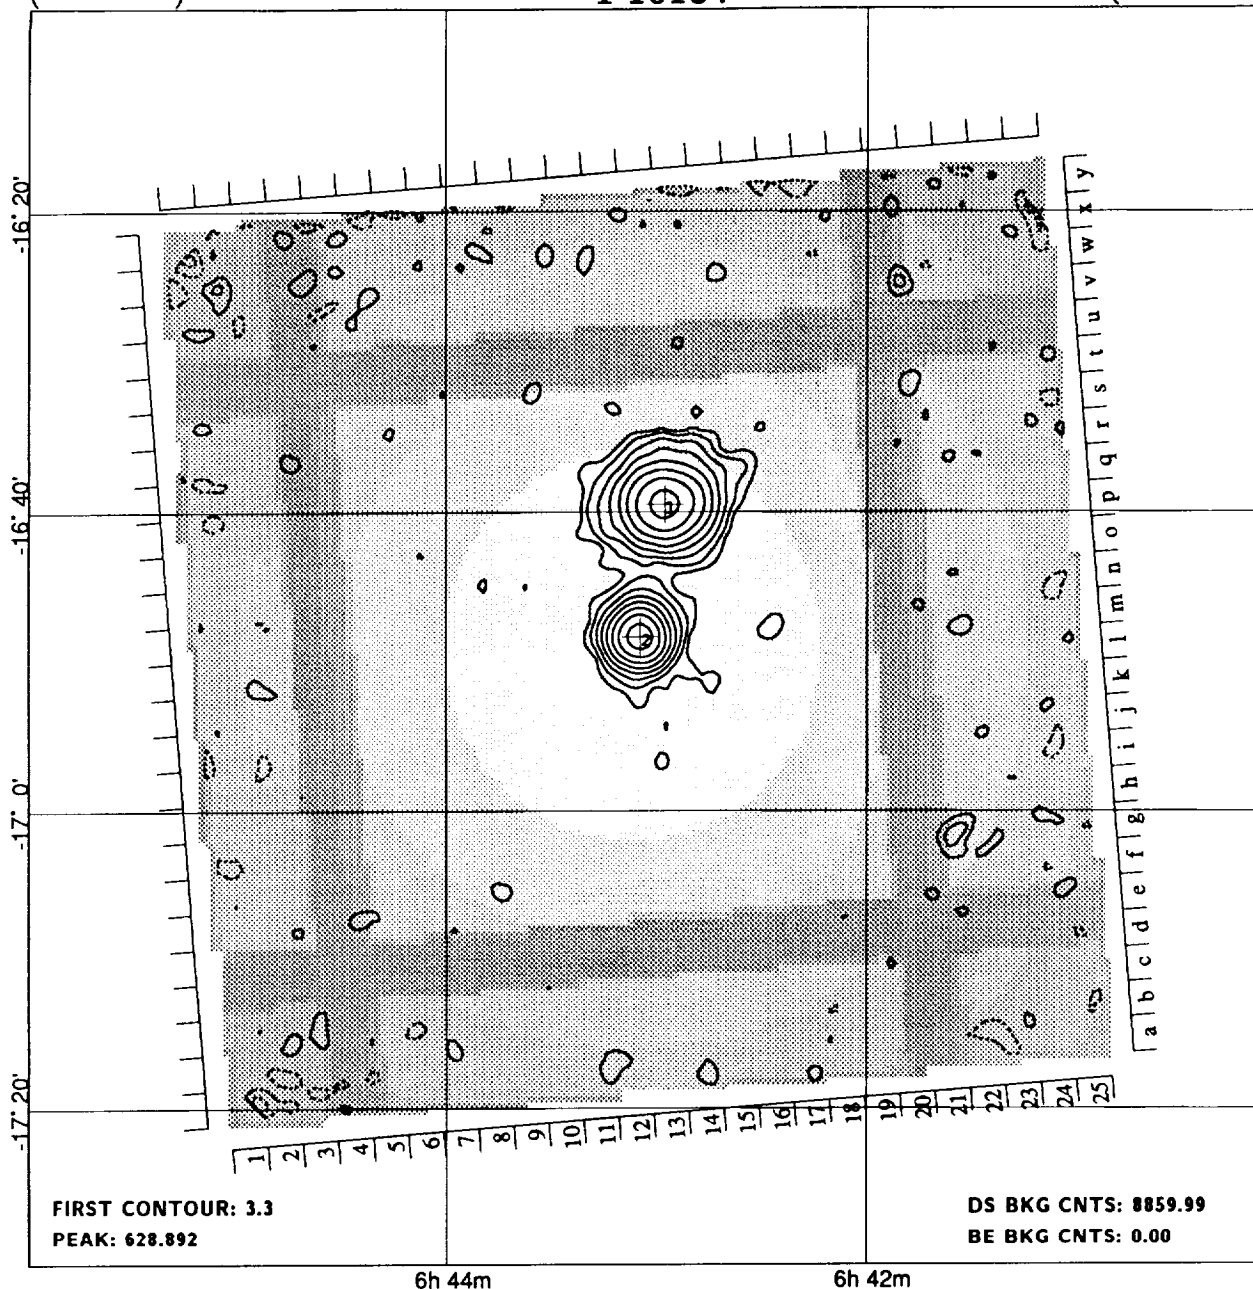 -16° 20'
-16° 40'
-17° 0'
-17° 20'
y
x
w
v
u
t
s
r
q
p
o
n
m
l
k
j
i
h
g
f
e
d
c
b
a
1
2
1 2 3 4 5 6 7 8 9 10 11 12 13 14 15 16 17 18 19 20 21 22 23 24 25
FIRST CONTOUR: 3.3
PEAK: 628.892
DS BKG CNTS: 8859.99
BE BKG CNTS: 0.00
6h 44m
6h 42m